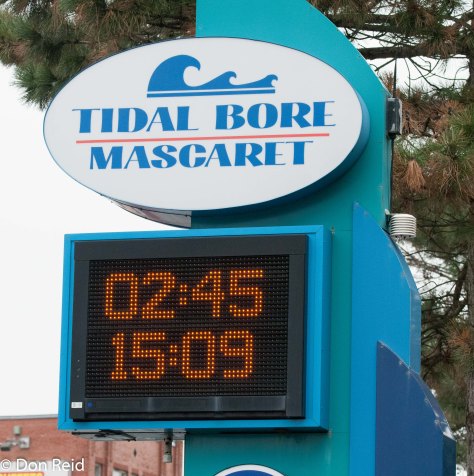 TIDAL BORE
MASCARET
02:45
15:09
© Don Reid